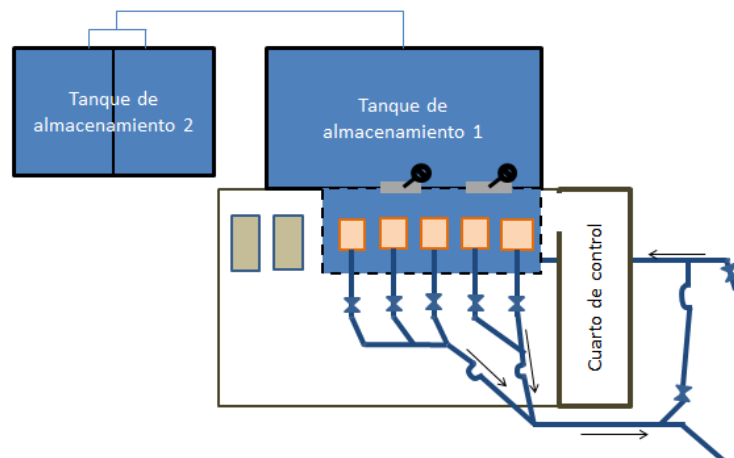 Tanque de
almacenamiento 2
Tanque de
almacenamiento 1
Cuarto de control